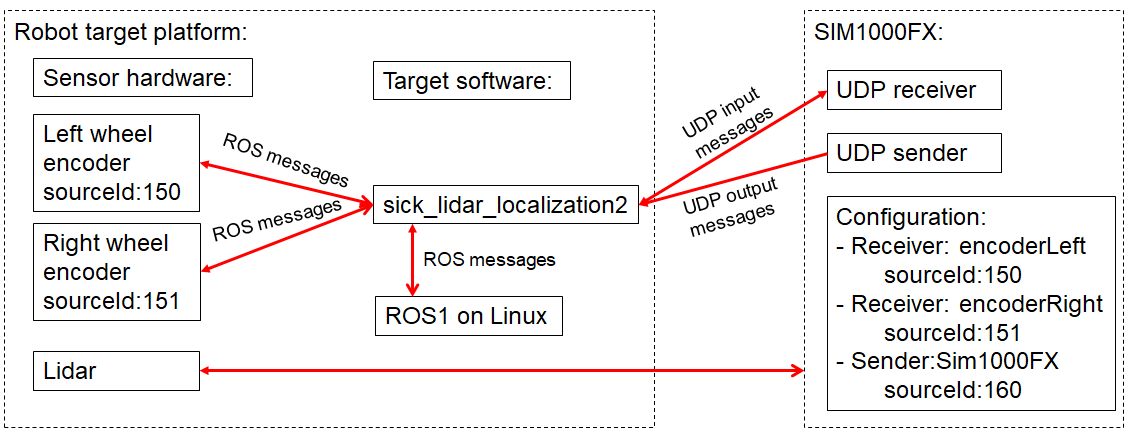 Robot target platform:
Sensor hardware:
Target software:
Left wheel
encoder
sourceId:150
ROS messages
ROS messages
Right wheel
encoder
sourceId:151
sick_lidar_localization2
ROS messages
ROS1 on Linux
Lidar
UDP input
messages
UDP output
messages
SIM1000FX:
UDP receiver
UDP sender
Configuration:
- Receiver: encoderLeft
sourceId:150
- Receiver: encoderRight
sourceId:151
- Sender:Sim1000FX
sourceId:160